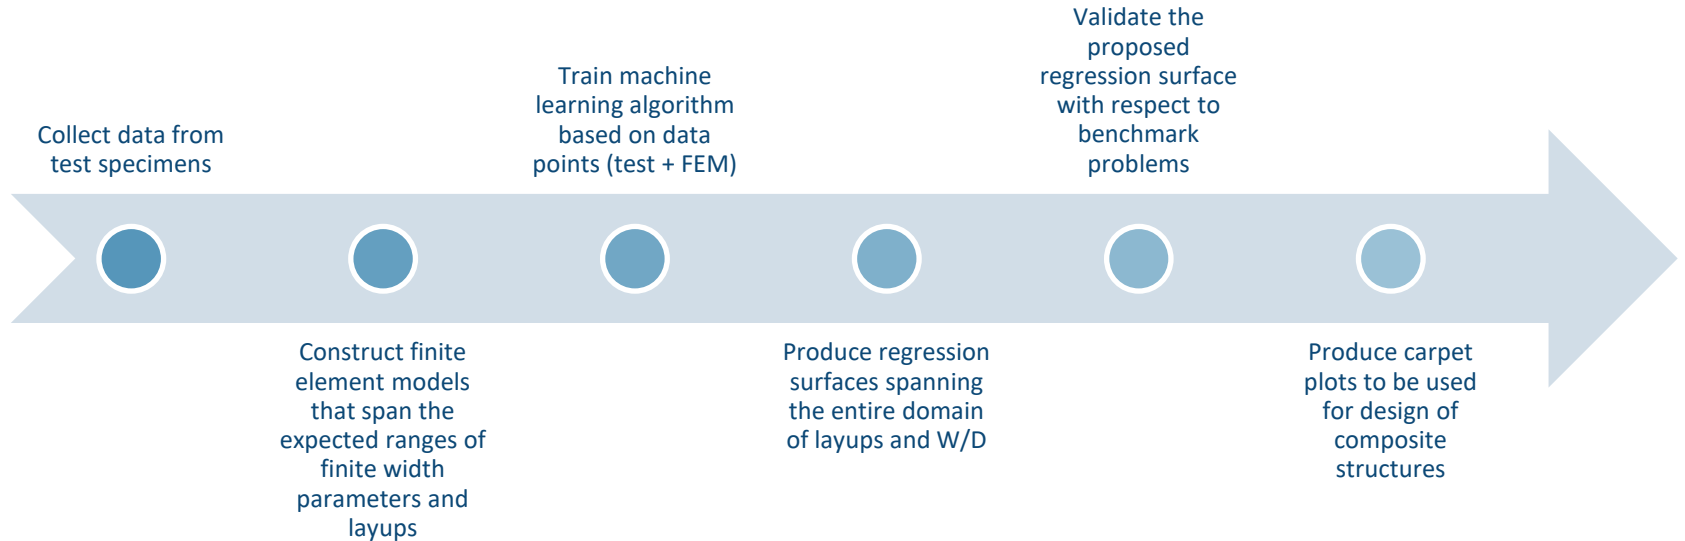 Collect data from
test specimens
Construct finite
element models
that span the
expected ranges of
finite width
parameters and
layups
Train machine
learning algorithm
based on data
points (test + FEM)
Produce regression
surfaces spanning
the entire domain
of layups and W/D
Validate the
proposed
regression surface
with respect to
benchmark
problems
Produce carpet
plots to be used
for design of
composite
structures